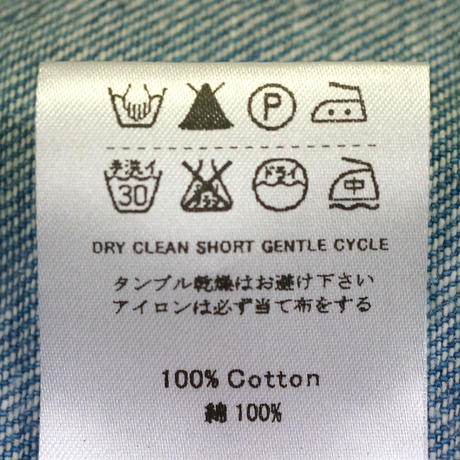 P
手洗イ ドライ 中
30
DRY CLEAN SHORT GENTLE CYCLE
タンブル乾燥はお避け下さい
アイロンは必ず当て布をする
100% Cotton
綿 100%